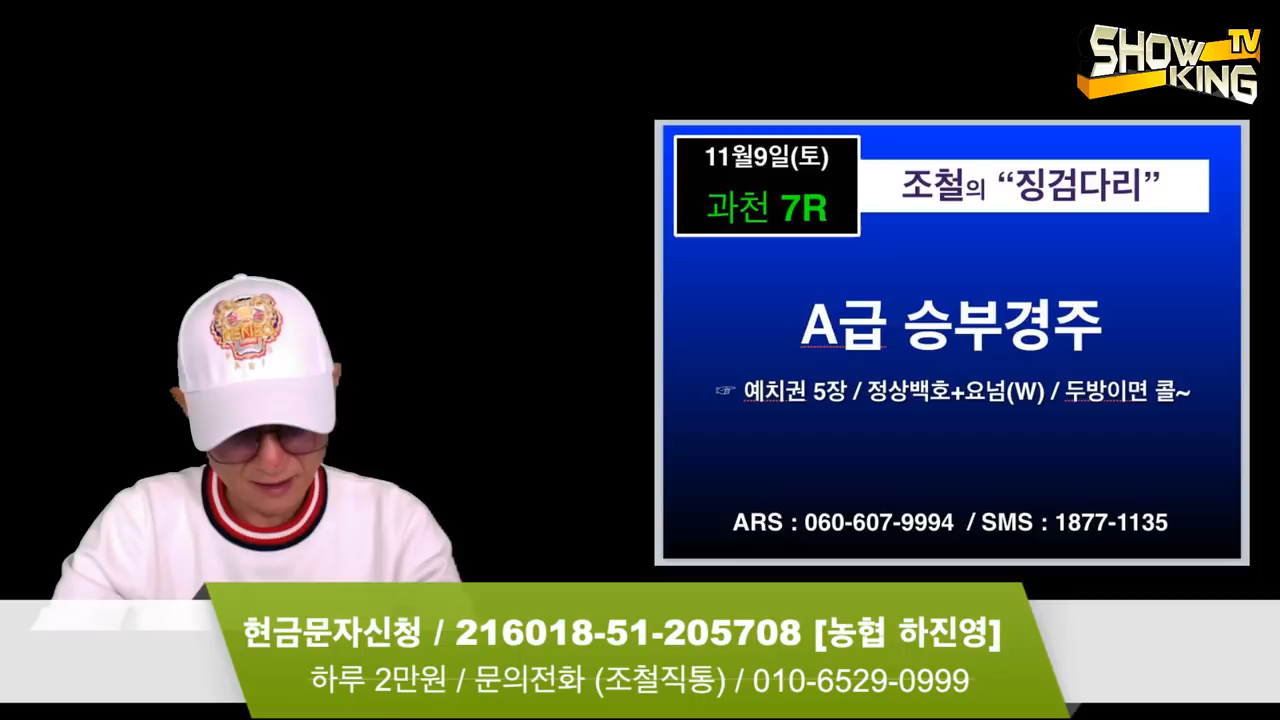 SHOW TV
KING
11월9일(토)
과천 7R
조철의 “징검다리”
KENZO
A급 승부경주
☞ 예치권 5장 / 정상백호+요넘(W) / 두방이면 콜~
ARS : 060-607-9994 / SMS : 1877-1135
현금문자신청 / 216018-51-205708 [농협 하진영]
하루 2만원 / 문의전화 (조철직통) / 010-6529-0999